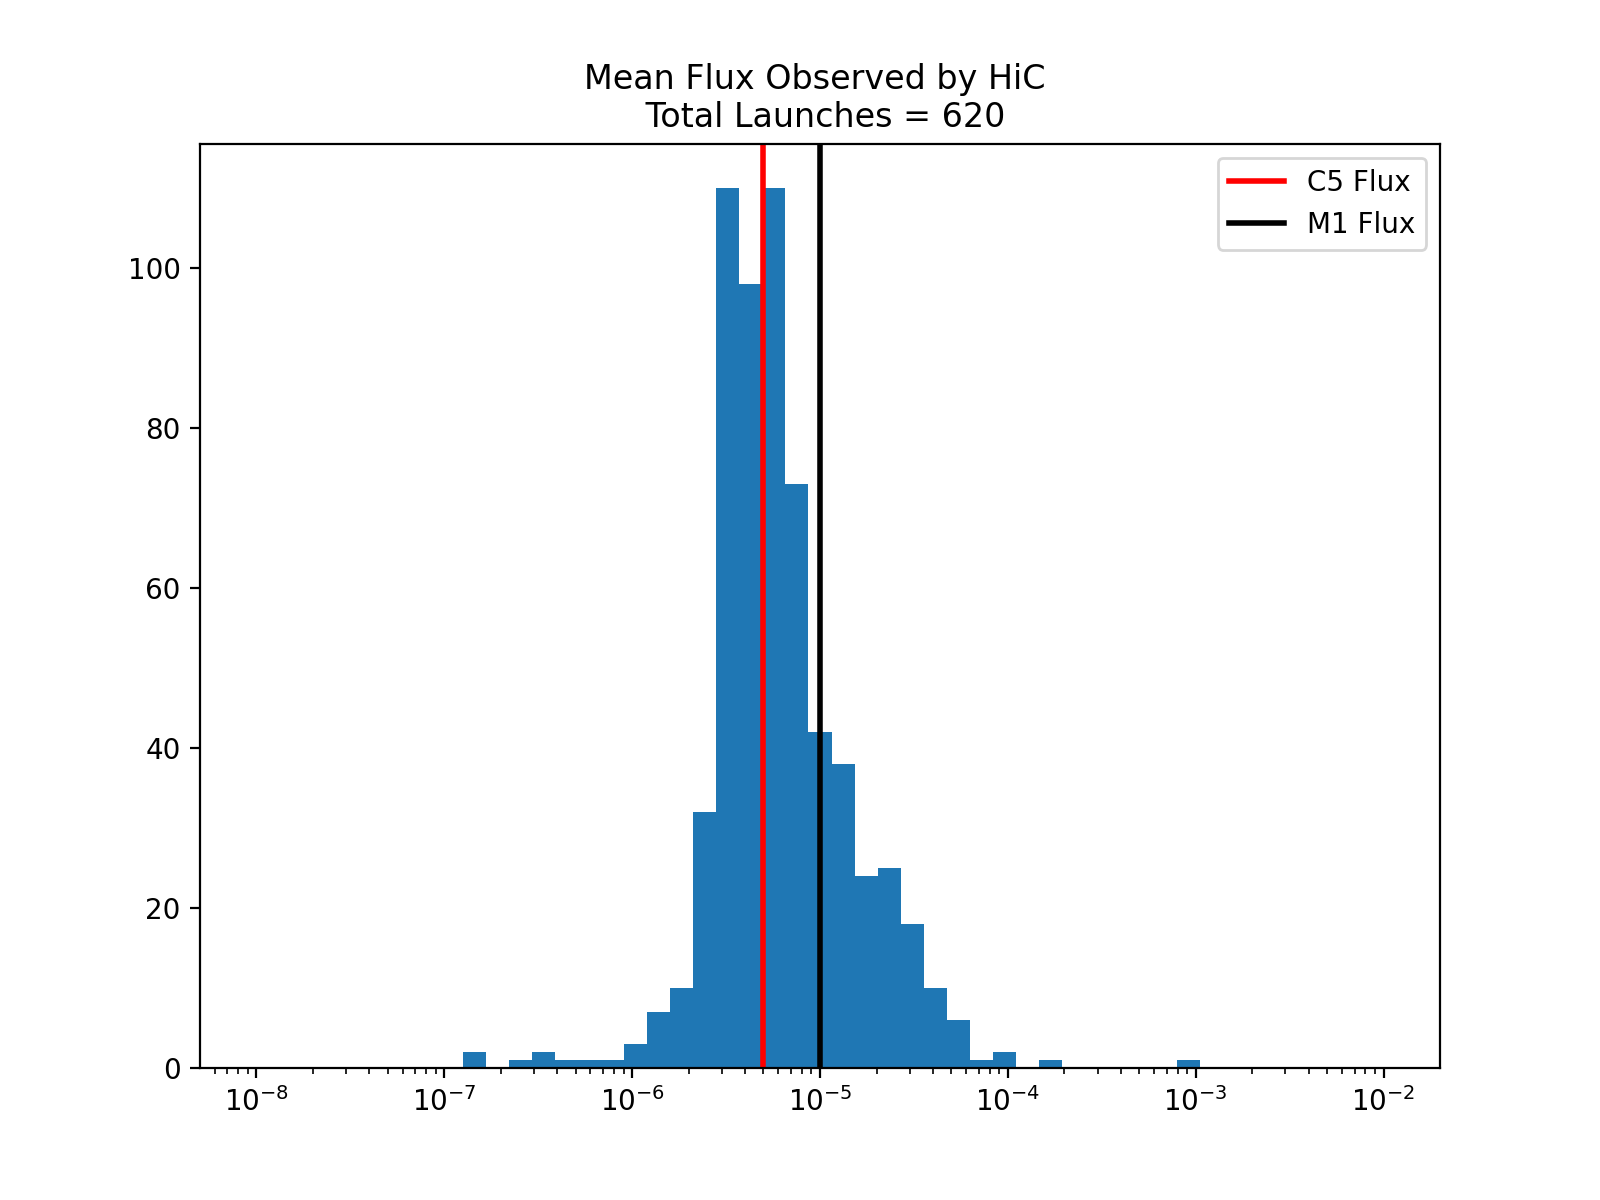 Mean Flux Observed by HiC
Total Launches = 620
C5 Flux
M1 Flux
100
80
60
40
20
0
10⁻⁸ 10⁻⁷ 10⁻⁶ 10⁻⁵ 10⁻⁴ 10⁻³ 10⁻²